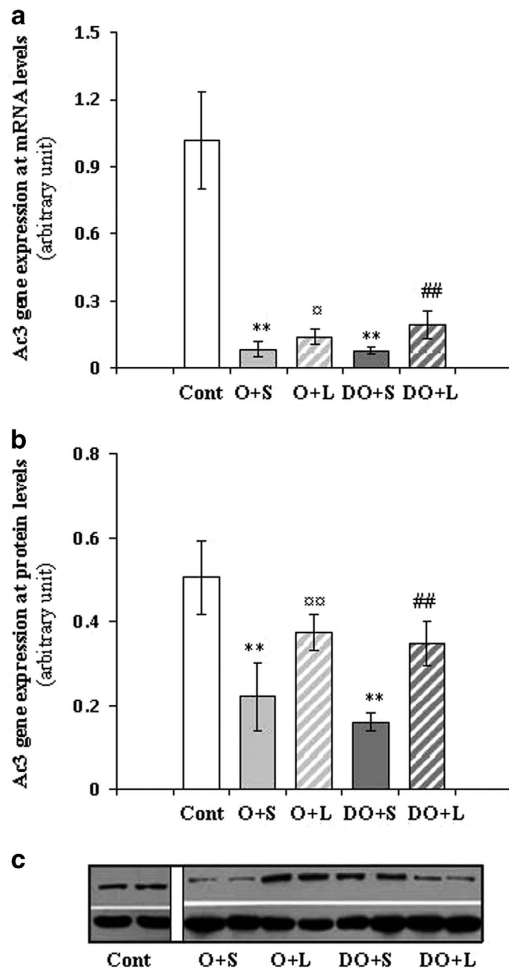 a
Ac3 gene expression at mRNA levels
(arbitrary unit)
1.5
1.2
0.9
0.6
0.3
0
** ¤ ** ##
Cont O+S O+L DO+S DO+L
b
Ac3 gene expression at protein levels
(arbitrary unit)
0.8
0.6
0.4
0.2
0
** ¤¤ ** ##
Cont O+S O+L DO+S DO+L
c
Cont O+S O+L DO+S DO+L